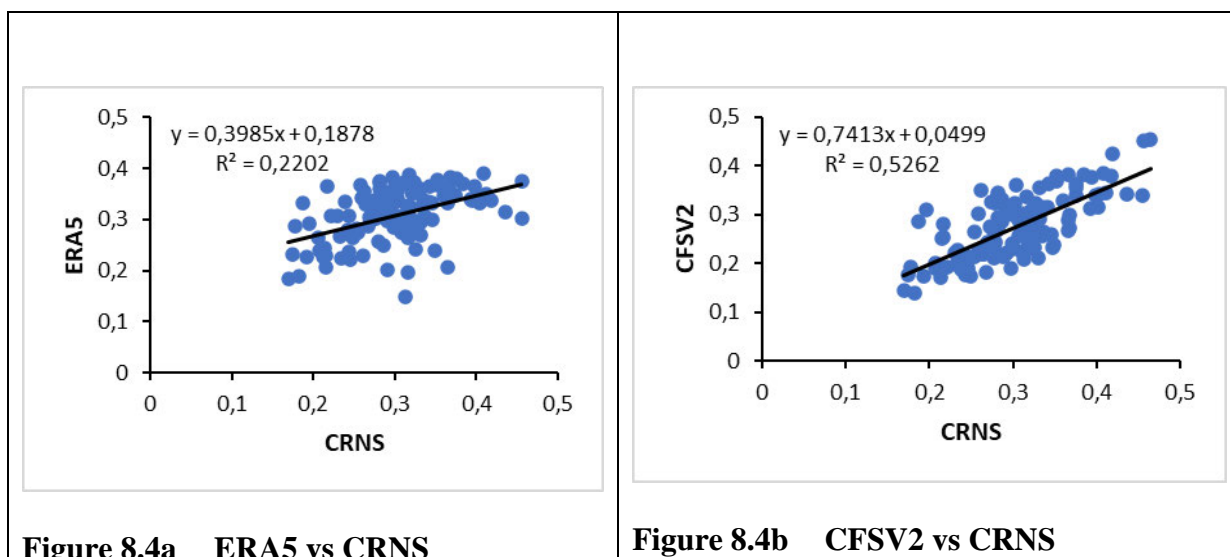 0,5
y = 0,3985x + 0,1878
R² = 0,2202
0,4
0,3
0,2
0,1
0
ERA5
0 0,1 0,2 0,3 0,4 0,5
CRNS
Figure 8.4a ERA5 vs CRNS
0,5
y = 0,7413x + 0,0499
R² = 0,5262
0,4
0,3
0,2
0,1
0
CFSV2
0 0,1 0,2 0,3 0,4 0,5
CRNS
Figure 8.4b CFSV2 vs CRNS